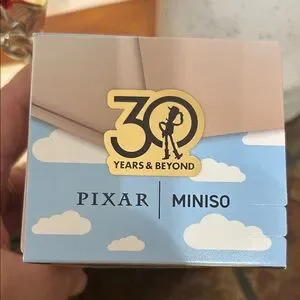 30
YEARS & BEYOND
PIXAR | MINISO